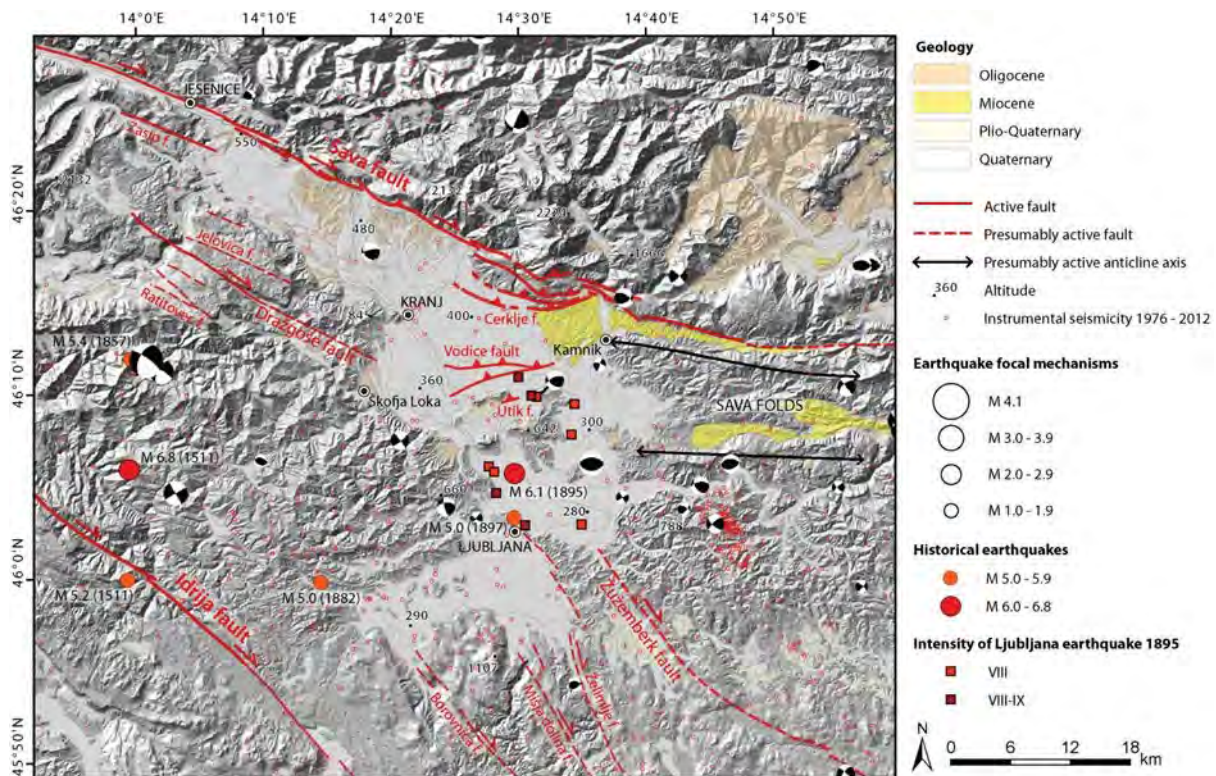 14°0'E 14°10'E 14°20'E 14°30'E 14°40'E 14°50'E
46°20'N
46°10'N
46°0'N
45°50'N
JESENICE
Zasip f.
550
Sava fault
2132
480
1666
Jelovica f.
Ratitovec f.
Dražgoše fault
KRANJ
400
Cerklje f.
Kamnik
Vodice fault
M 5.4 (1857)
360
Škofja Loka
Utik f.
642
300
SAVA FOLDS
M 6.8 (1511)
M 6.1 (1895)
M 5.0 (1897)
280
788
LJUBLJANA
Idrija fault
M 5.2 (1511)
M 5.0 (1882)
290
Žužemberk fault
1107
Borovnica f.
Mišjedolina f.
Želimlje f.
Geology
Oligocene
Miocene
Plio-Quaternary
Quaternary
Active fault
Presumably active fault
Presumably active anticline axis
360
Altitude
Instrumental seismicity 1976 - 2012
Earthquake focal mechanisms
M 4.1
M 3.0 - 3.9
M 2.0 - 2.9
M 1.0 - 1.9
Historical earthquakes
M 5.0 - 5.9
M 6.0 - 6.8
Intensity of Ljubljana earthquake 1895
VIII
VIII-IX
N
0 6 12 18
km